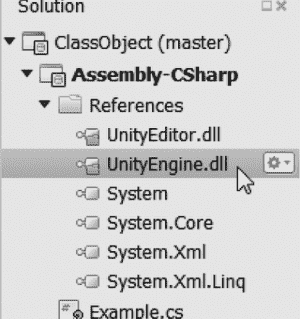 Solution
ClassObject (master)
Assembly-CSharp
References
UnityEditor.dll
UnityEngine.dll
System
System.Core
System.Xml
System.Xml.Linq
Example.cs